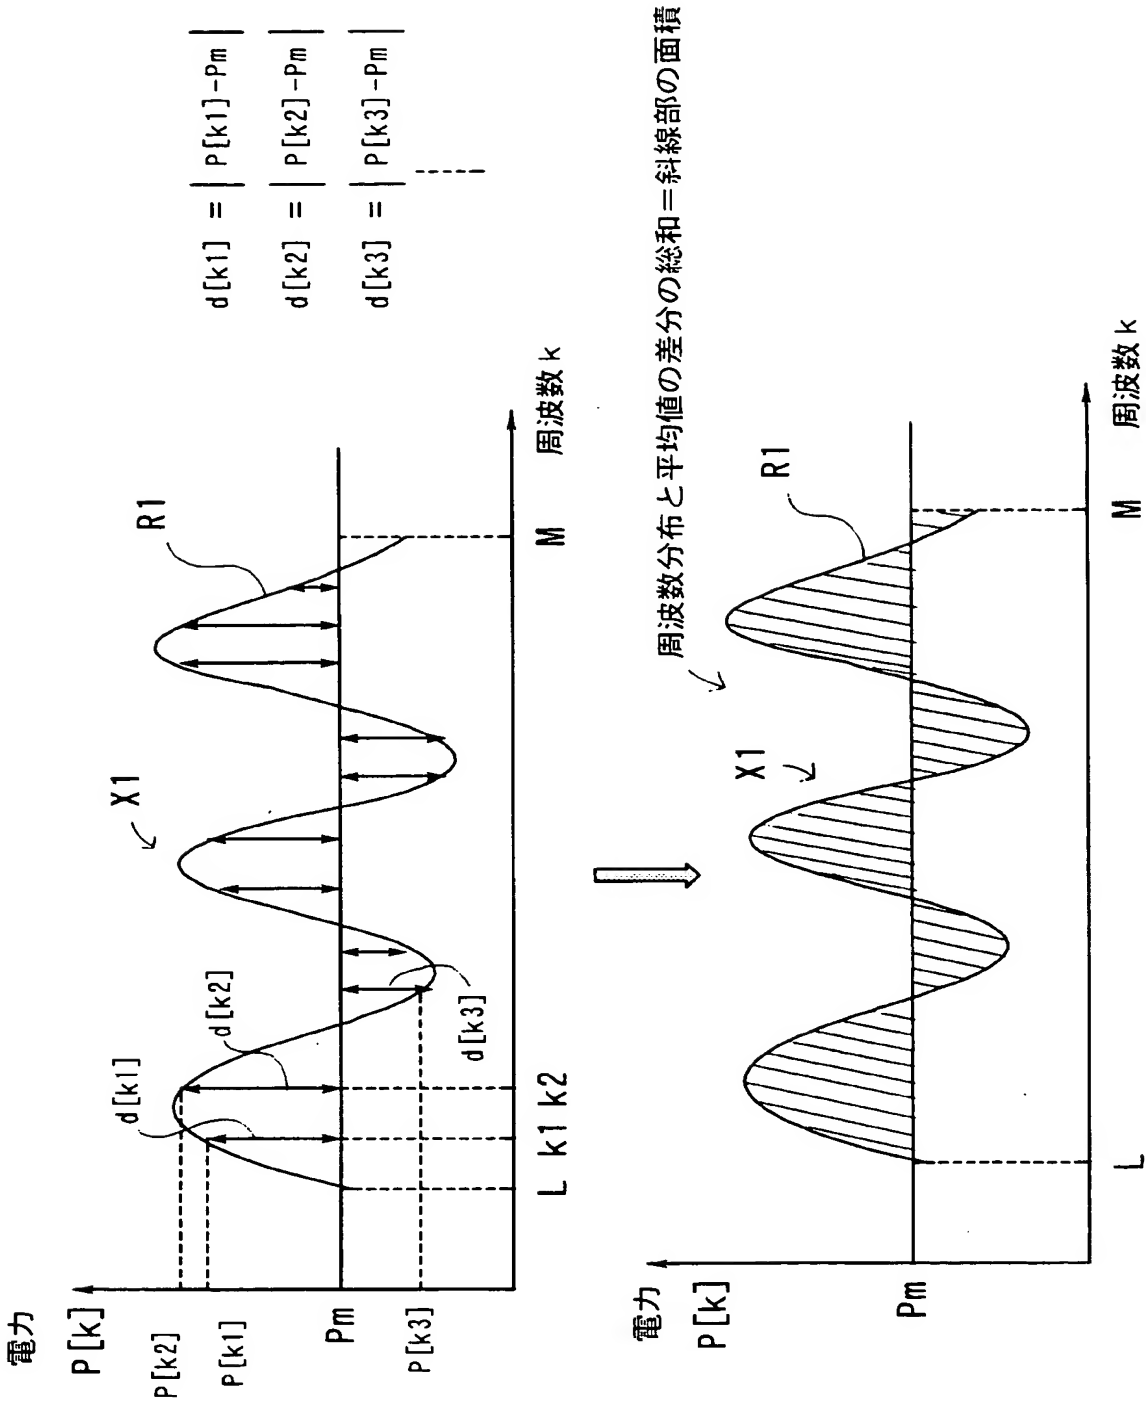 電力
P[k]
P[k2]
P[k1]
Pm
P[k3]
d[k1]
d[k2]
d[k3]
X1
R1
L k1 k2
M
周波数k
d[k1] = |P[k1]-Pm|
d[k2] = |P[k2]-Pm|
d[k3] = |P[k3]-Pm|
周波数分布と平均値の差分の総和=斜線部の面積
電力
P[k]
Pm
X1
R1
L
M
周波数k